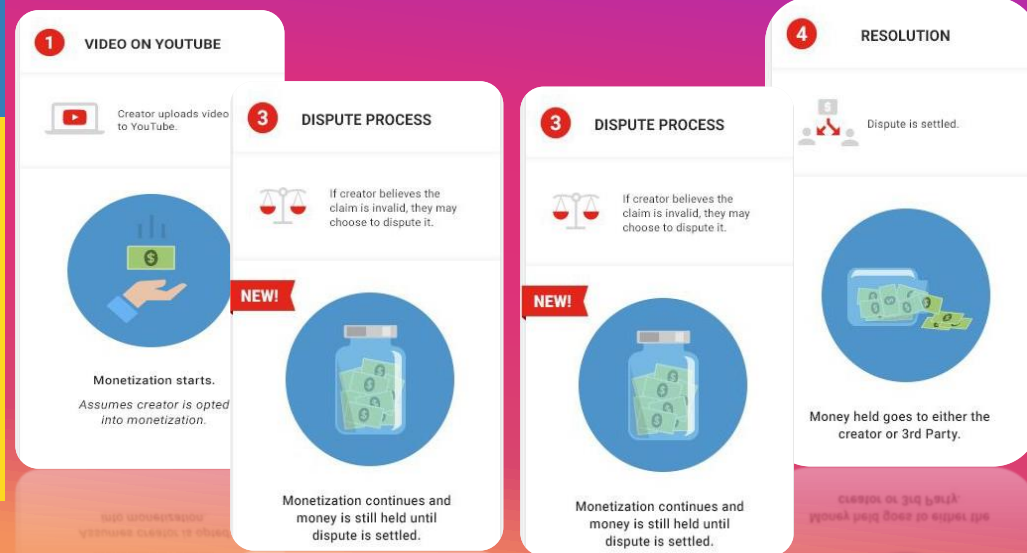 1
VIDEO ON YOUTUBE
Creator uploads video
to YouTube.
Monetization starts.
Assumes creator is opted
into monetization.
3
DISPUTE PROCESS
If creator believes the
claim is invalid, they may
choose to dispute it.
NEW!
Monetization continues and
money is still held until
dispute is settled.
3
DISPUTE PROCESS
If creator believes the
claim is invalid, they may
choose to dispute it.
NEW!
Monetization continues and
money is still held until
dispute is settled.
4
RESOLUTION
Dispute is settled.
Money held goes to either the
creator or 3rd Party.